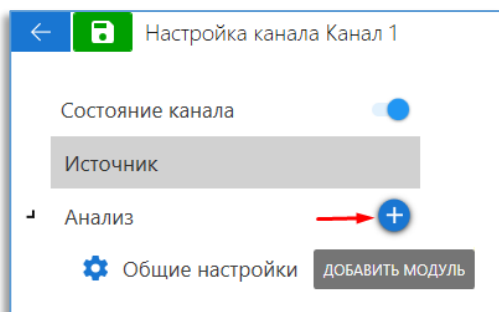 Настройка канала Канал 1
Состояние канала
Источник
Анализ
Общие настройки ДОБАВИТЬ МОДУЛЬ